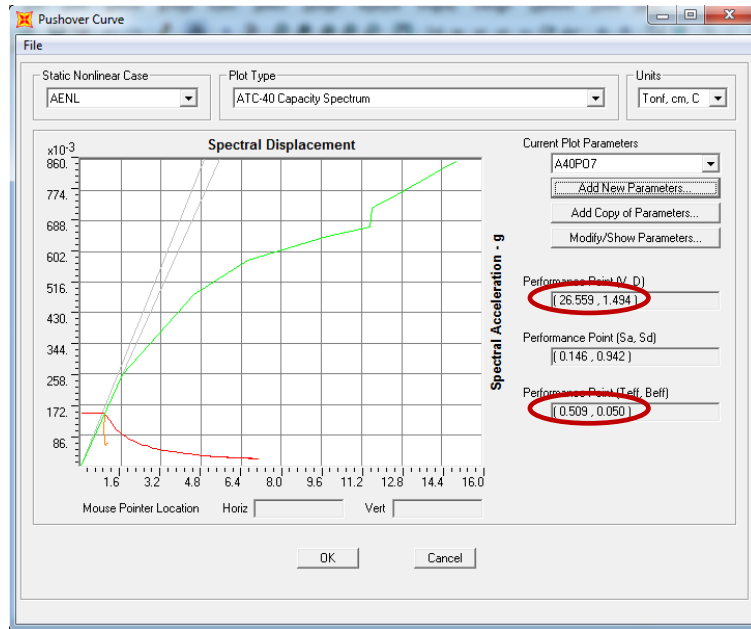 Pushover Curve
File
Static Nonlinear Case
AENL
Plot Type
ATC-40 Capacity Spectrum
Units
Tonf, cm, C
x10-3
Spectral Displacement
860.
774.
688.
602.
516.
430.
344.
258.
172.
86.
1.6 3.2 4.8 6.4 8.0 9.6 11.2 12.8 14.4 16.0
Spectral Acceleration - g
Mouse Pointer Location Horiz Vert
Current Plot Parameters
A40PO7
Add New Parameters...
Add Copy of Parameters...
Modify/Show Parameters...
Performance Point (V, D)
( 26.559 , 1.494 )
Performance Point (Sa, Sd)
( 0.146 , 0.942 )
Performance Point (Teff, Beff)
( 0.509 , 0.050 )
OK Cancel